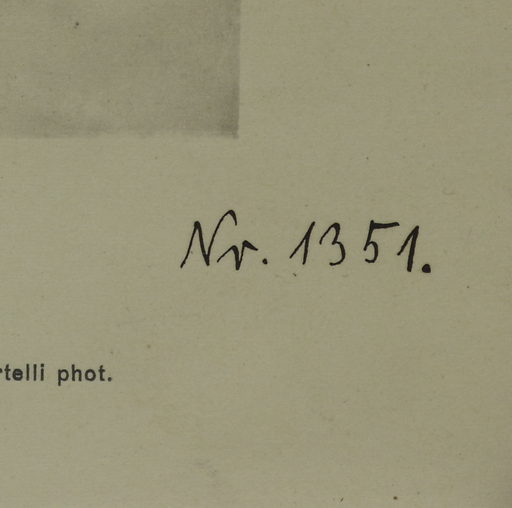 Nr. 1351.
rtelli phot.